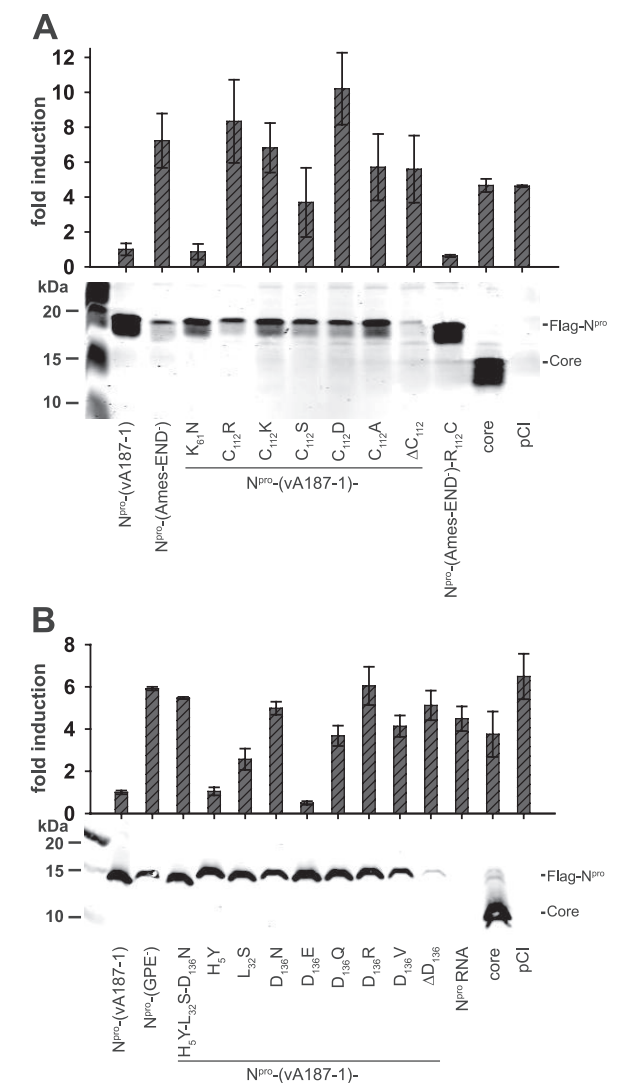 A
fold induction
12
10
8
6
4
2
0
kDa
20
15
10
-Flag-Nᵖʳᵒ
-Core
Nᵖʳᵒ-(vA187-1)
Nᵖʳᵒ-(Ames-END⁻)
K₆₁N
C₁₁₂R
C₁₁₂K
C₁₁₂S
C₁₁₂D
C₁₁₂A
ΔC₁₁₂
Nᵖʳᵒ-(Ames-END⁻)-R₁₁₂C
core
pCI
Nᵖʳᵒ-(vA187-1)-
B
fold induction
8
6
4
2
0
kDa
20
15
10
-Flag-Nᵖʳᵒ
-Core
Nᵖʳᵒ-(vA187-1)
Nᵖʳᵒ-(GPE⁻)
H₅Y-L₃₂S-D₁₃₆N
H₅Y
L₃₂S
D₁₃₆N
D₁₃₆E
D₁₃₆Q
D₁₃₆R
D₁₃₆V
ΔD₁₃₆
Nᵖʳᵒ RNA
core
pCI
Nᵖʳᵒ-(vA187-1)-